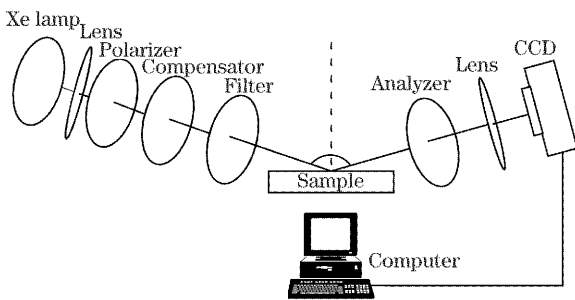 Xe lamp
Lens
Polarizer
Compensator
Filter
Sample
Analyzer
Lens
CCD
Computer